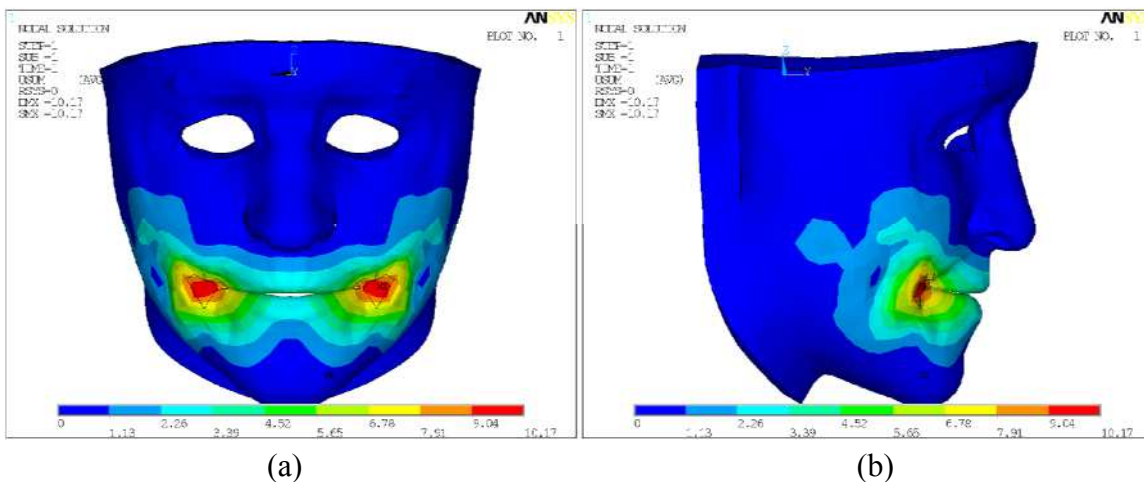 1
ANSYS
NODAL SOLUTION
PLOT NO. 1
STEP=1
SUB =1
TIME=1
USUM (AVG)
RSYS=0
DMX =10.17
SMX =10.17
Z
Y
0 2.26 4.52 6.78 9.04
1.13 3.39 5.65 7.91 10.17
(a)
1
ANSYS
NODAL SOLUTION
PLOT NO. 1
STEP=1
SUB =1
TIME=1
USUM (AVG)
RSYS=0
DMX =10.17
SMX =10.17
Z
Y
0 2.26 4.52 6.78 9.04
1.13 3.39 5.65 7.91 10.17
(b)